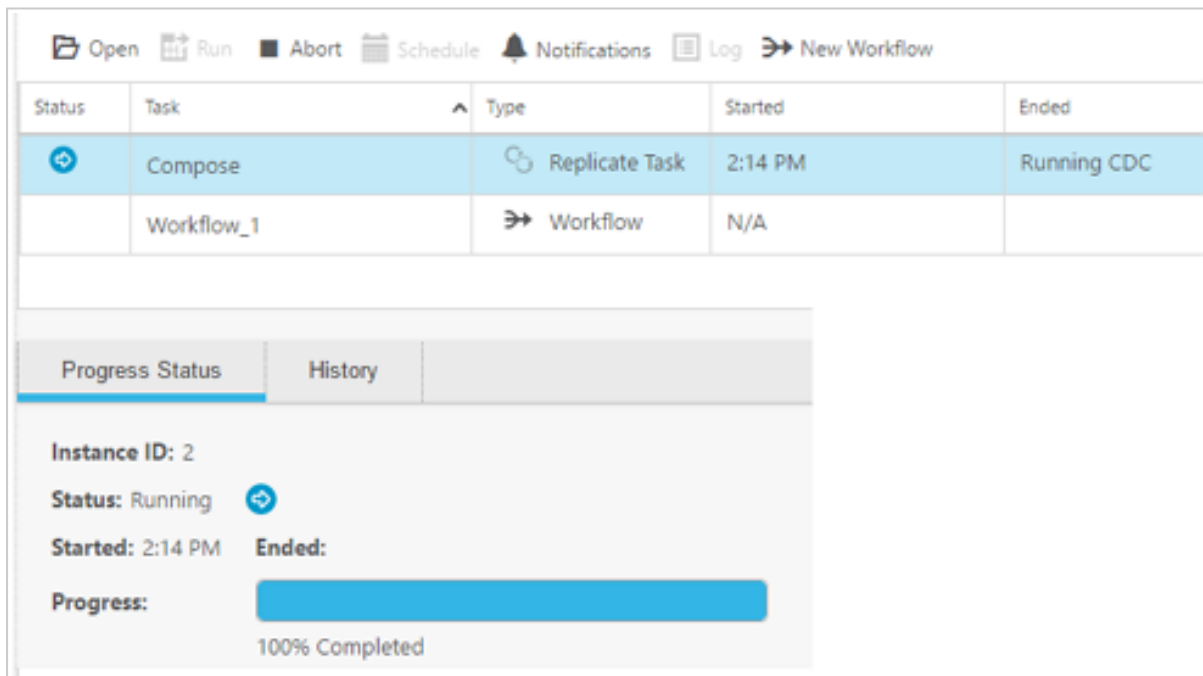 Open Run Abort Schedule Notifications Log New Workflow
Status Task Type Started Ended
Compose Replicate Task 2:14 PM Running CDC
Workflow_1 Workflow N/A
Progress Status History
Instance ID: 2
Status: Running
Started: 2:14 PM Ended:
Progress:
100% Completed